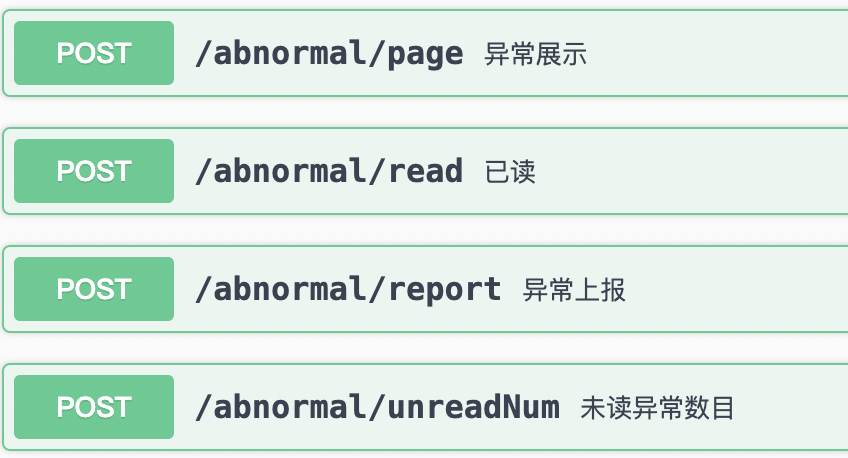 POST /abnormal/page 异常展示
POST /abnormal/read 已读
POST /abnormal/report 异常上报
POST /abnormal/unreadNum 未读异常数目